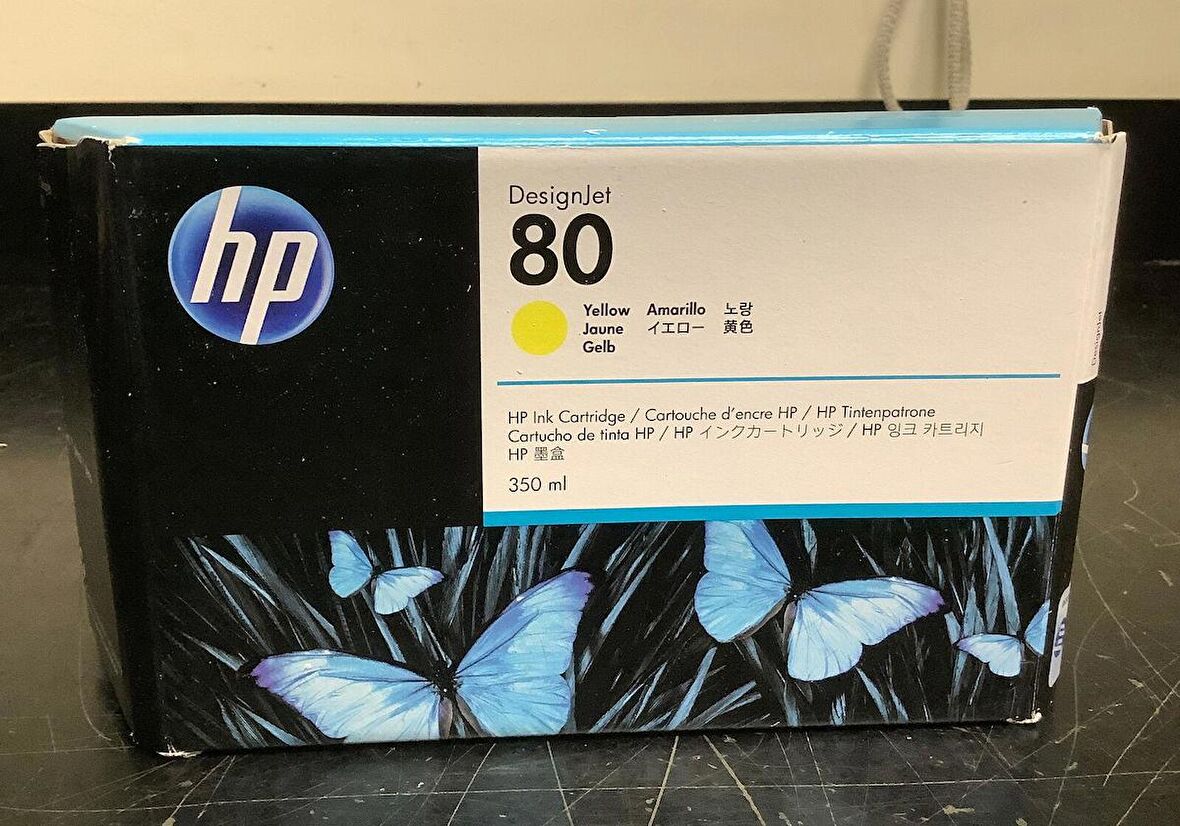 hp
DesignJet
80
Yellow Amarillo 노랑
Jaune イエロー 黄色
Gelb
HP Ink Cartridge / Cartouche d'encre HP / HP Tintenpatrone
Cartucho de tinta HP / HP インクカートリッジ / HP 잉크 카트리지
HP 墨盒
350 ml
DesignJet